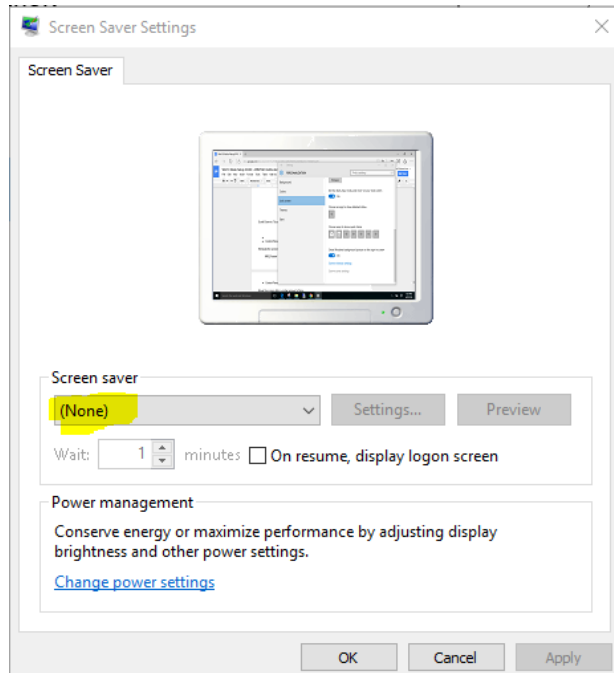 Screen Saver Settings
Screen Saver
Screen saver
(None)
Settings...
Preview
Wait:
1
minutes
On resume, display logon screen
Power management
Conserve energy or maximize performance by adjusting display
brightness and other power settings.
Change power settings
OK
Cancel
Apply